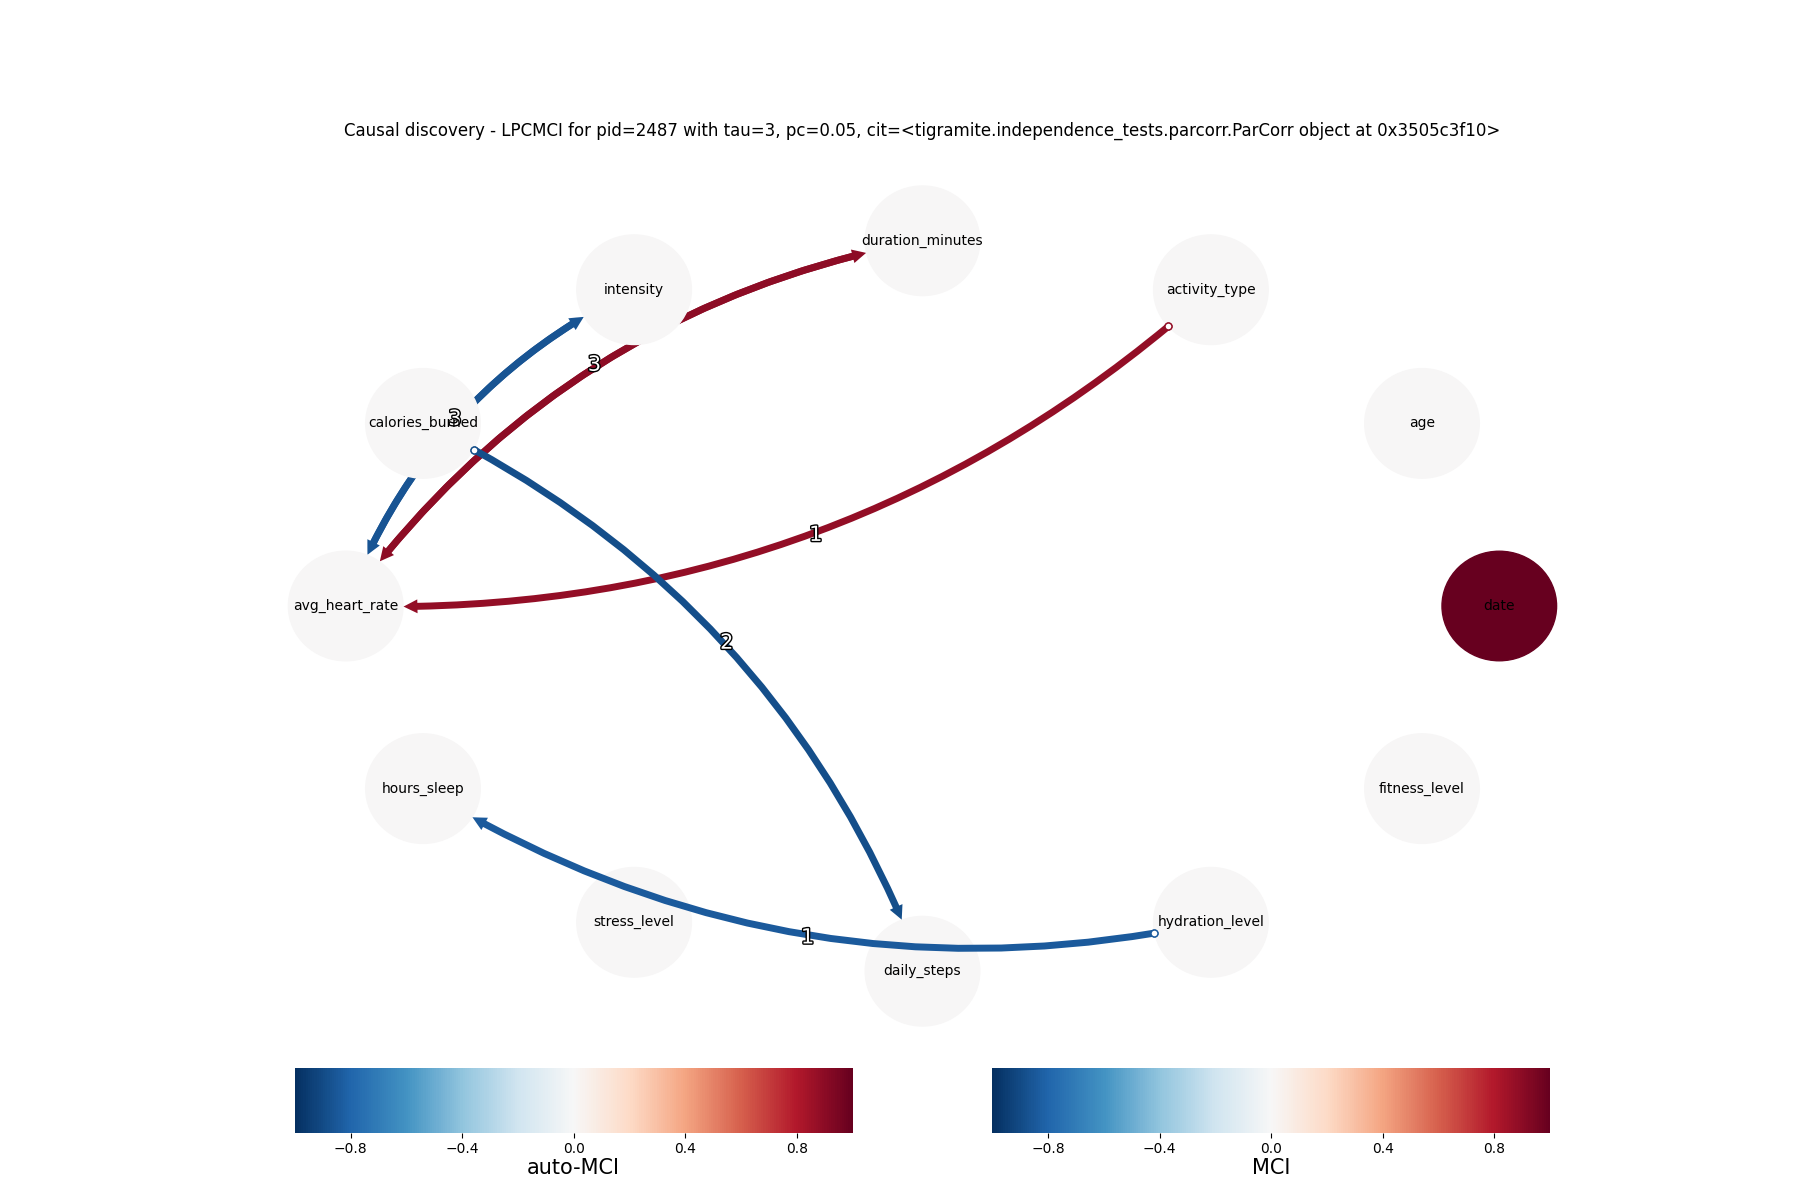 Causal discovery - LPCMCI for pid=2487 with tau=3, pc=0.05, cit=<tigramite.independence_tests.parcorr.ParCorr object at 0x3505c3f10>
duration_minutes
intensity
activity_type
3
3
calories_burned
age
1
avg_heart_rate
date
2
hours_sleep
fitness_level
stress_level
hydration_level
1
daily_steps
−0.8 −0.4 0.0 0.4 0.8
auto-MCI
−0.8 −0.4 0.0 0.4 0.8
MCI